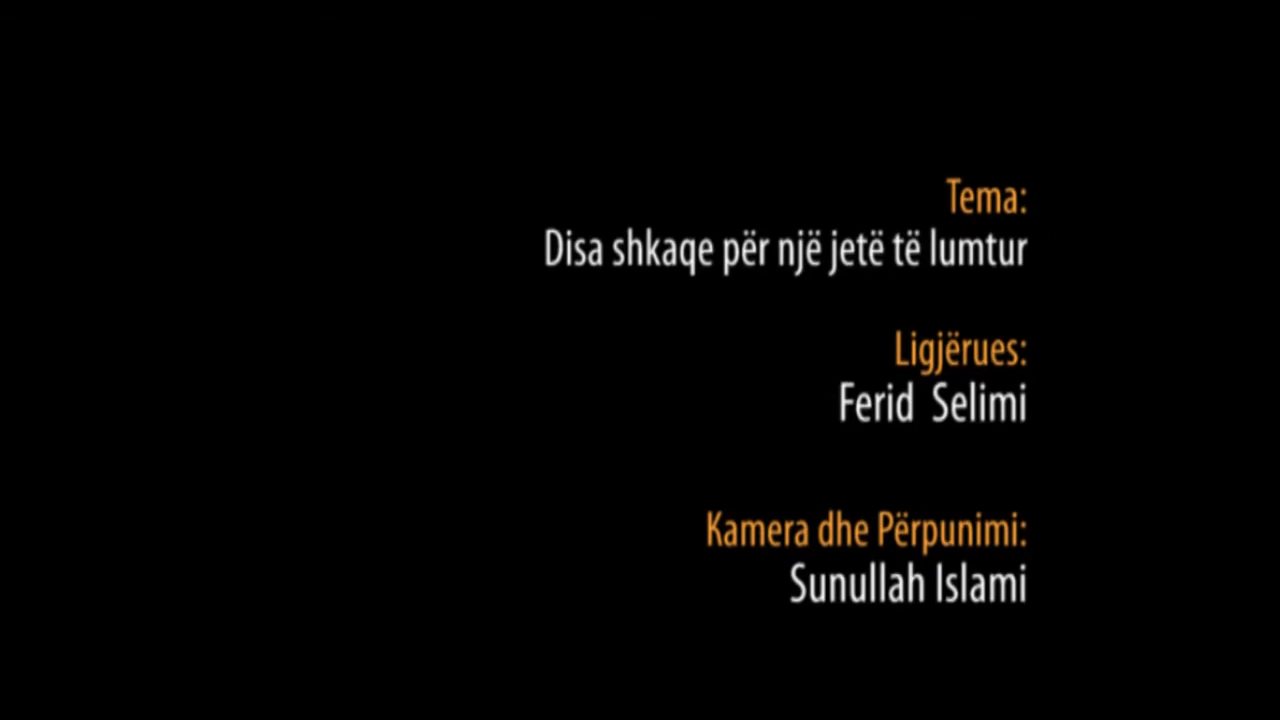 Tema:
Disa shkaqe për një jetë të lumtur
Ligjërues:
Ferid Selimi
Kamera dhe Përpunimi:
Sunullah Islami